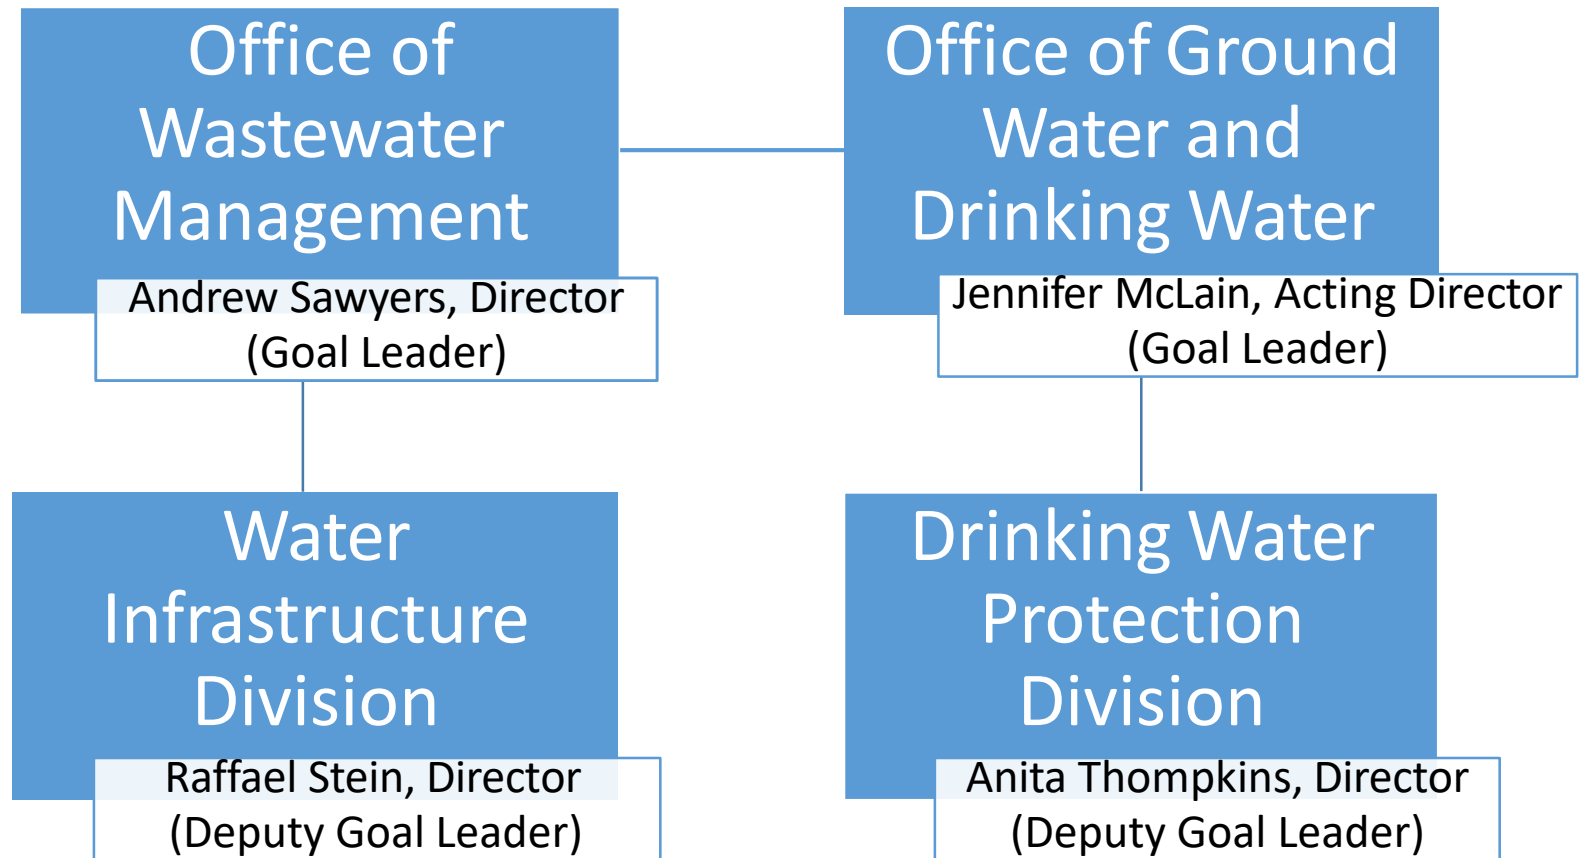 Office of
Wastewater
Management
Andrew Sawyers, Director
(Goal Leader)
Office of Ground
Water and
Drinking Water
Jennifer McLain, Acting Director
(Goal Leader)
Water
Infrastructure
Division
Raffael Stein, Director
(Deputy Goal Leader)
Drinking Water
Protection
Division
Anita Thompkins, Director
(Deputy Goal Leader)